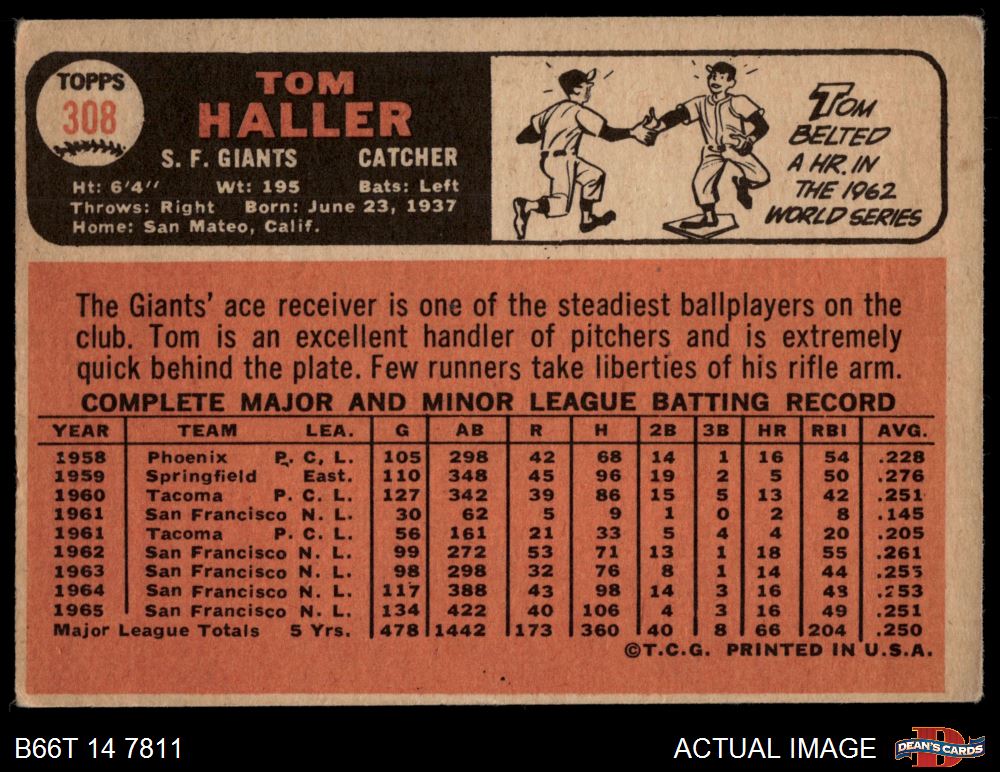 TOPPS
308
TOM
HALLER
S. F. GIANTS CATCHER
Ht: 6'4" Wt: 195 Bats: Left
Throws: Right Born: June 23, 1937
Home: San Mateo, Calif.
TOM
BELTED
A HR. IN
THE 1962
WORLD SERIES
The Giants' ace receiver is one of the steadiest ballplayers on the
club. Tom is an excellent handler of pitchers and is extremely
quick behind the plate. Few runners take liberties of his rifle arm.
COMPLETE MAJOR AND MINOR LEAGUE BATTING RECORD
YEAR TEAM LEA. G AB R H 2B 3B HR RBI AVG.
1958 Phoenix P. C. L. 105 298 42 68 14 1 16 54 .228
1959 Springfield East. 110 348 45 96 19 2 5 50 .276
1960 Tacoma P. C. L. 127 342 39 86 15 5 13 42 .251
1961 San Francisco N. L. 30 62 5 9 1 0 2 8 .145
1961 Tacoma P. C. L. 56 161 21 33 5 4 4 20 .205
1962 San Francisco N. L. 99 272 53 71 13 1 18 55 .261
1963 San Francisco N. L. 98 298 32 76 8 1 14 44 .255
1964 San Francisco N. L. 117 388 43 98 14 3 16 48 .253
1965 San Francisco N. L. 134 422 40 106 4 3 16 49 .251
Major League Totals 5 Yrs. 478 1442 173 360 40 8 66 204 .250
©T.C.G. PRINTED IN U.S.A.
B66T 14 7811 ACTUAL IMAGE
DEAN'S CARDS